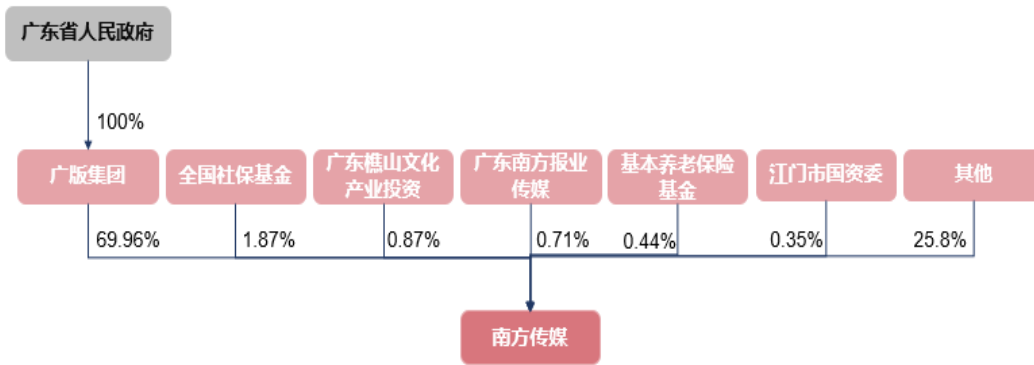 广东省人民政府
100%
广版集团
全国社保基金
广东樵山文化
产业投资
广东南方报业
传媒
基本养老保险
基金
江门市国资委
其他
69.96%
1.87%
0.87%
0.71%
0.44%
0.35%
25.8%
南方传媒